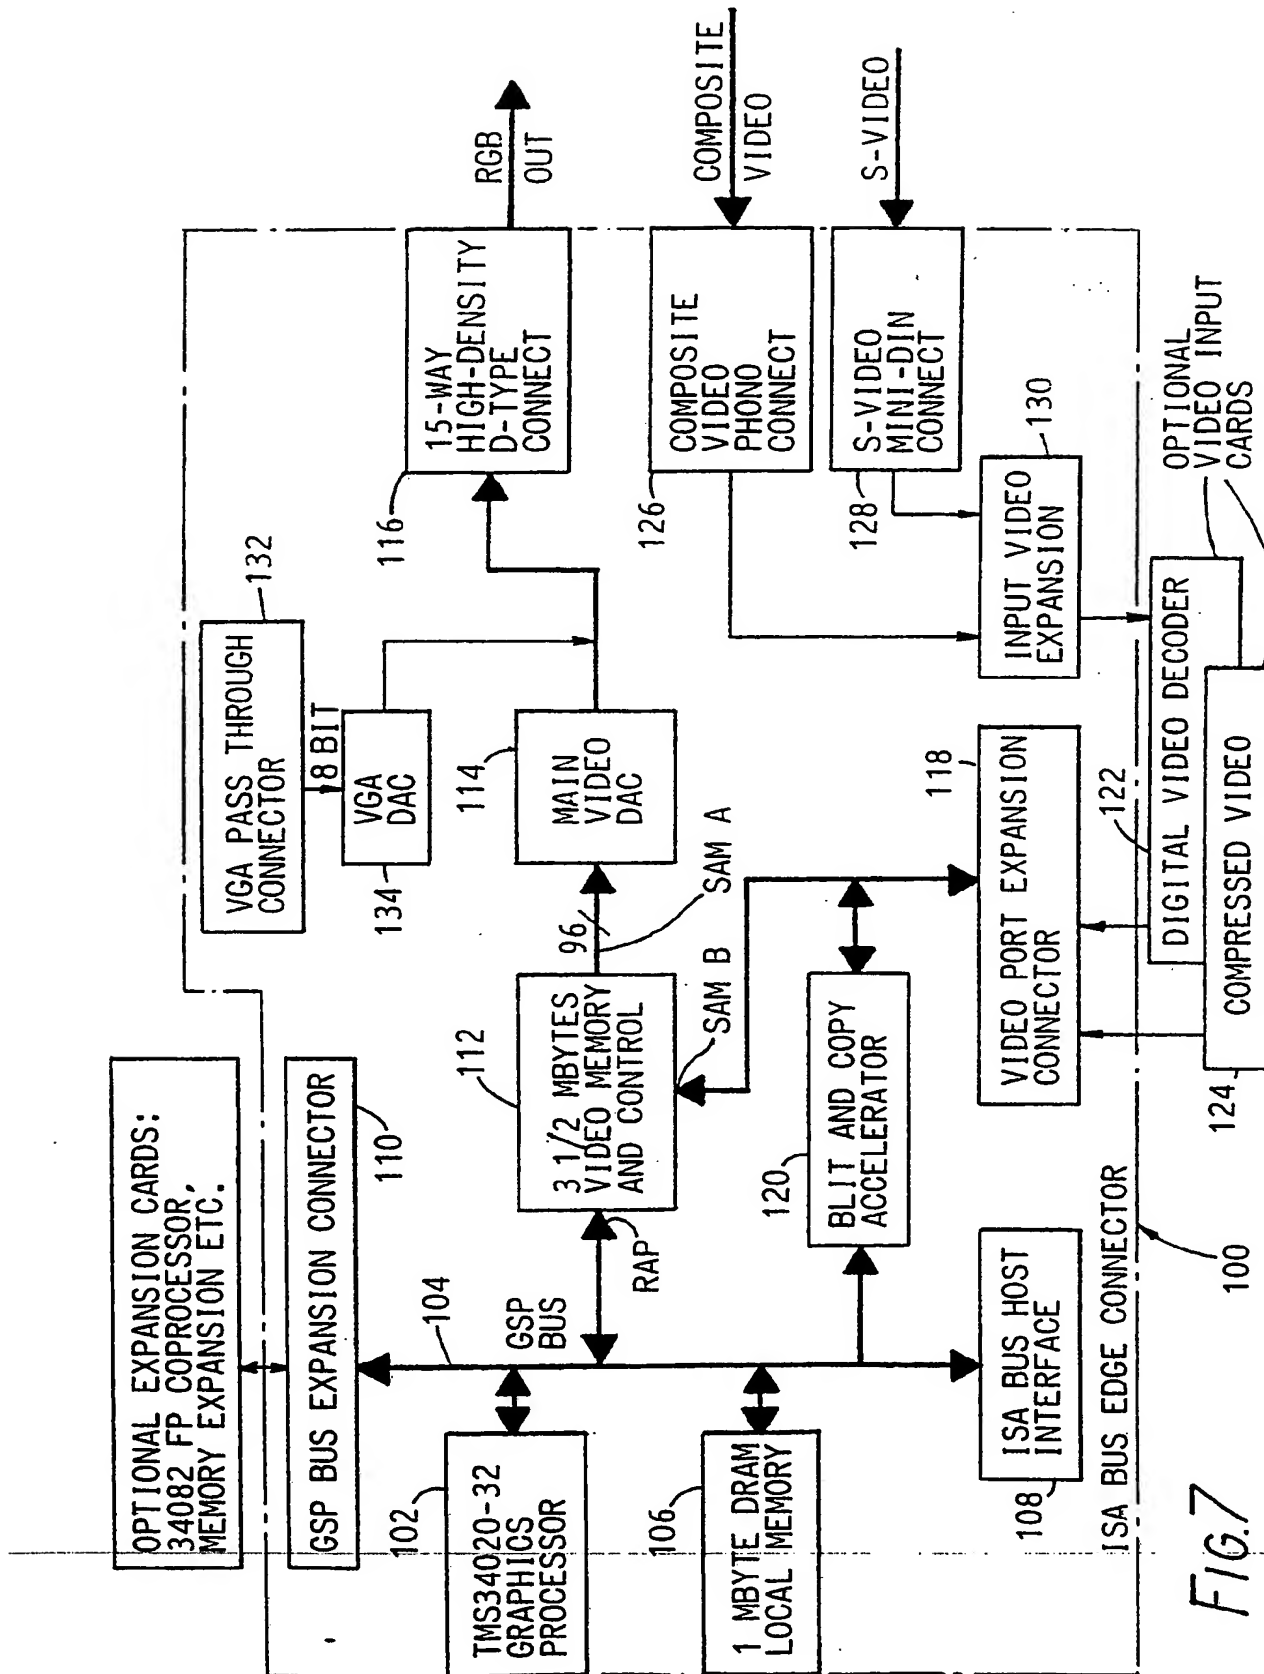 OPTIONAL EXPANSION CARDS:
34082 FP COPROCESSOR,
MEMORY EXPANSION ETC.
GSP BUS EXPANSION CONNECTOR
110
VGA PASS THROUGH
CONNECTOR
132
8 BIT
VGA
DAC
134
116
15-WAY
HIGH-DENSITY
D-TYPE
CONNECT
RGB
OUT
102
TMS34020-32
GRAPHICS
PROCESSOR
104
GSP
BUS
RAP
112
3 1/2 MBYTES
VIDEO MEMORY
AND CONTROL
96
SAM A
SAM B
114
MAIN
VIDEO
DAC
126
COMPOSITE
VIDEO
PHONO
CONNECT
COMPOSITE
VIDEO
106
1 MBYTE DRAM
LOCAL MEMORY
120
BLIT AND COPY
ACCELERATOR
128
S-VIDEO
MINI-DIN
CONNECT
S-VIDEO
108
ISA BUS HOST
INTERFACE
118
VIDEO PORT EXPANSION
CONNECTOR
130
INPUT VIDEO
EXPANSION
ISA BUS EDGE CONNECTOR
100
122
DIGITAL VIDEO DECODER
124
COMPRESSED VIDEO
OPTIONAL
VIDEO INPUT
CARDS
FIG.7